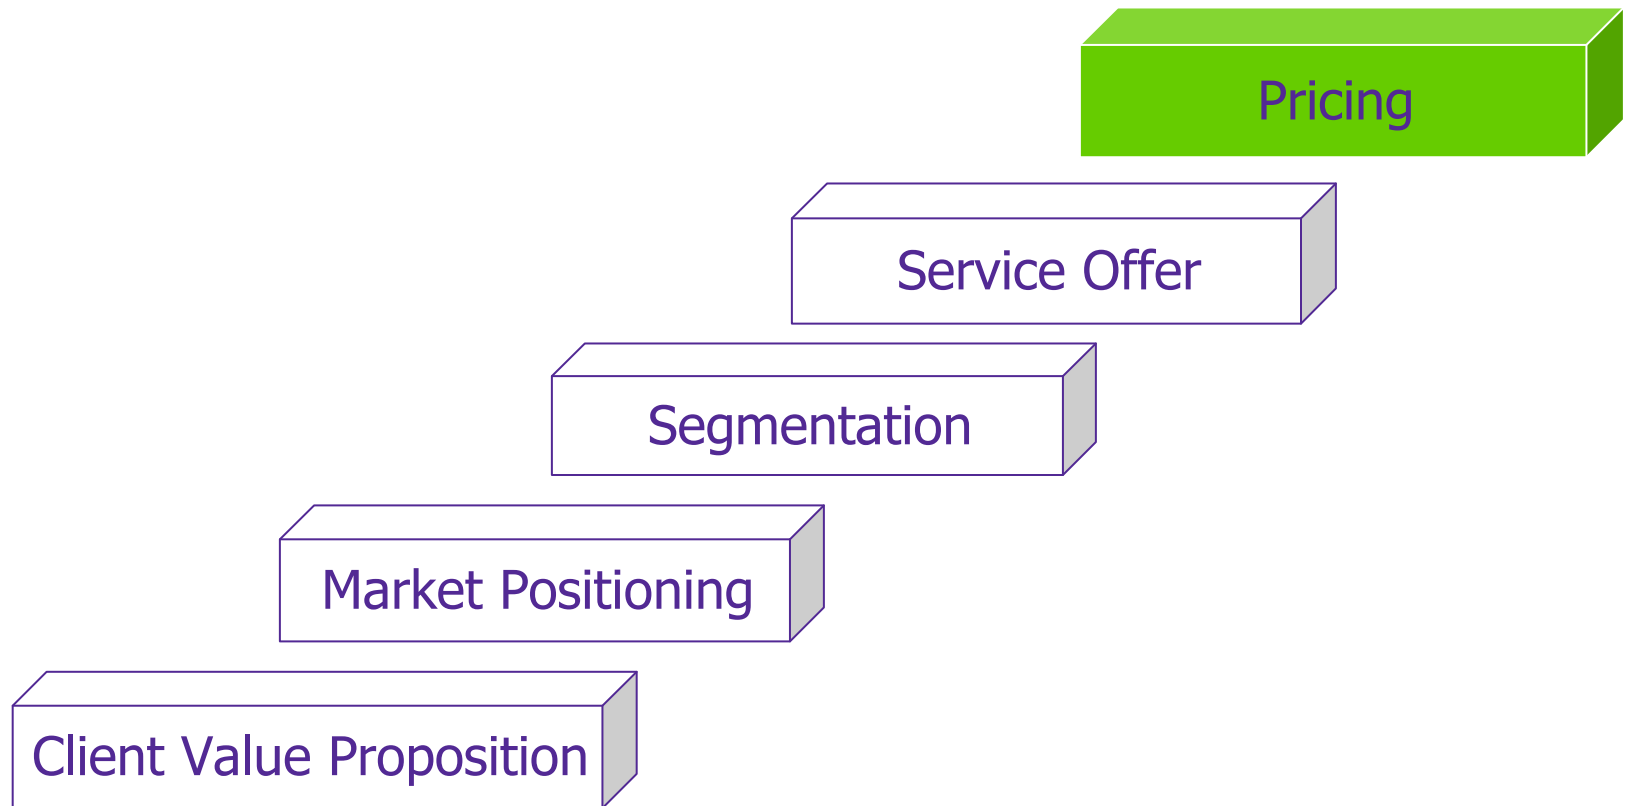 Pricing
Service Offer
Segmentation
Market Positioning
Client Value Proposition